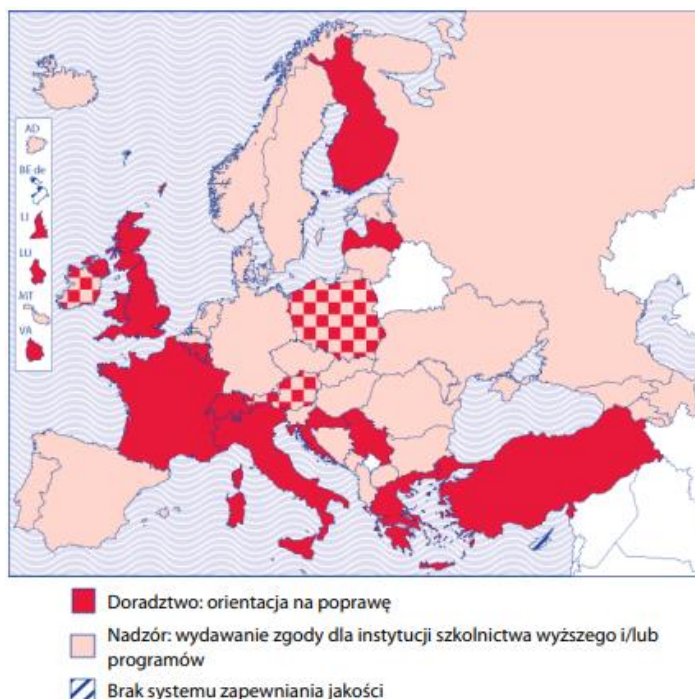 AD
BE de
LI
LU
MT
VA
Doradztwo: orientacja na poprawę
Nadzór: wydawanie zgody dla instytucji szkolnictwa wyższego i/lub
programów
Brak systemu zapewniania jakości